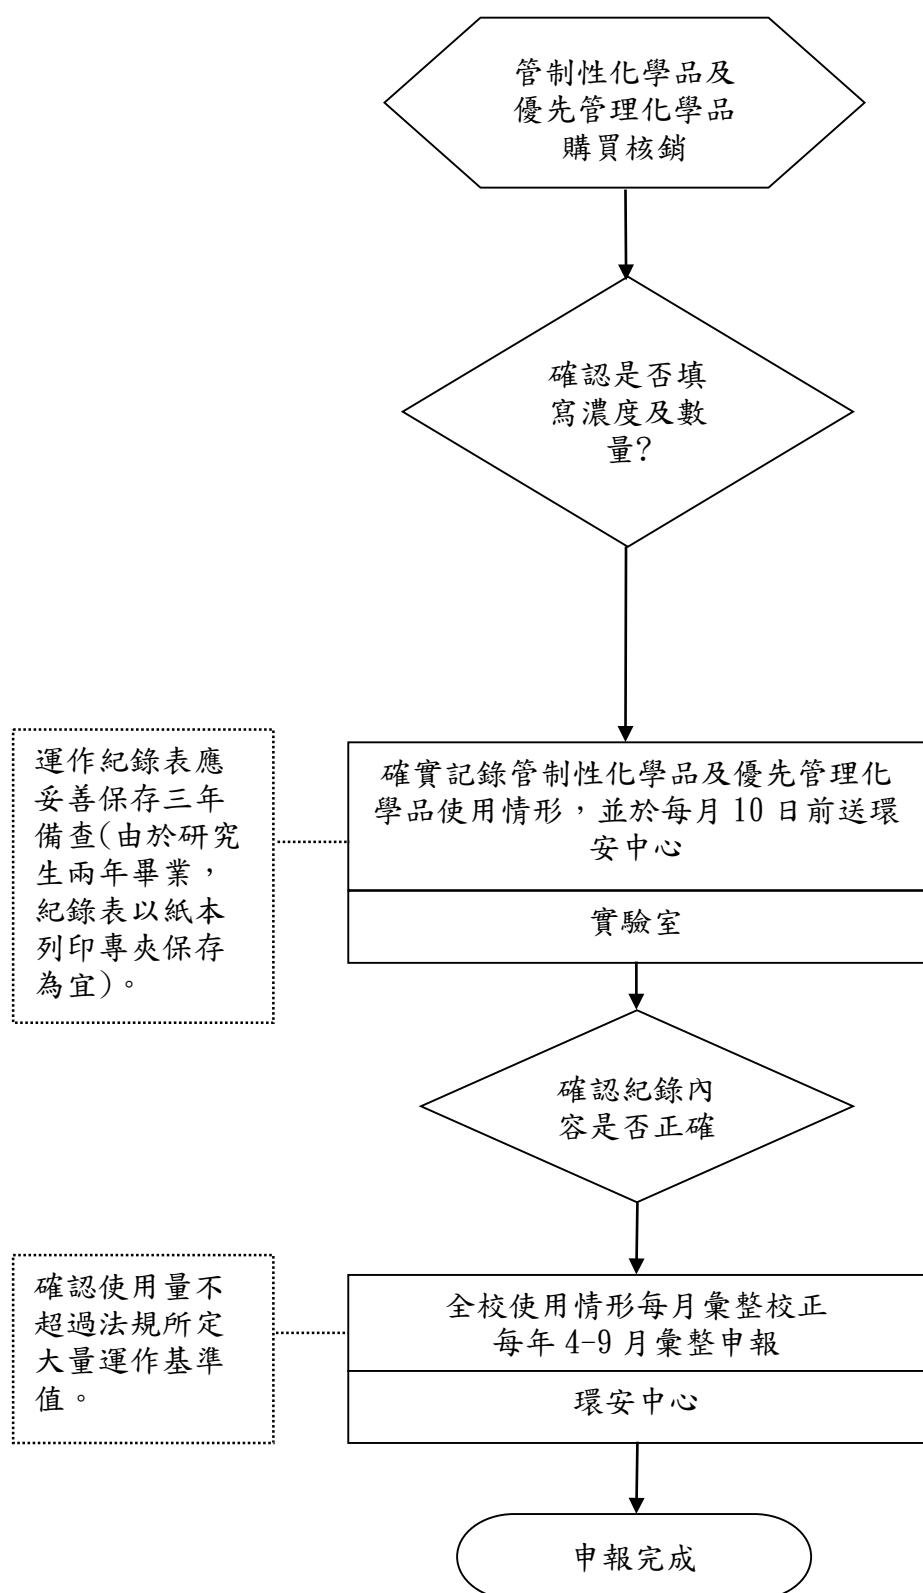 管制性化學品及
優先管理化學品
購買核銷
確認是否填
寫濃度及數
量?
運作紀錄表應
妥善保存三年
備查(由於研究
生兩年畢業，
紀錄表以紙本
列印專夾保存
為宜)。
確實記錄管制性化學品及優先管理化
學品使用情形，並於每月 10 日前送環
安中心
實驗室
確認紀錄內
容是否正確
確認使用量不
超過法規所定
大量運作基準
值。
全校使用情形每月彙整校正
每年 4-9 月彙整申報
環安中心
申報完成